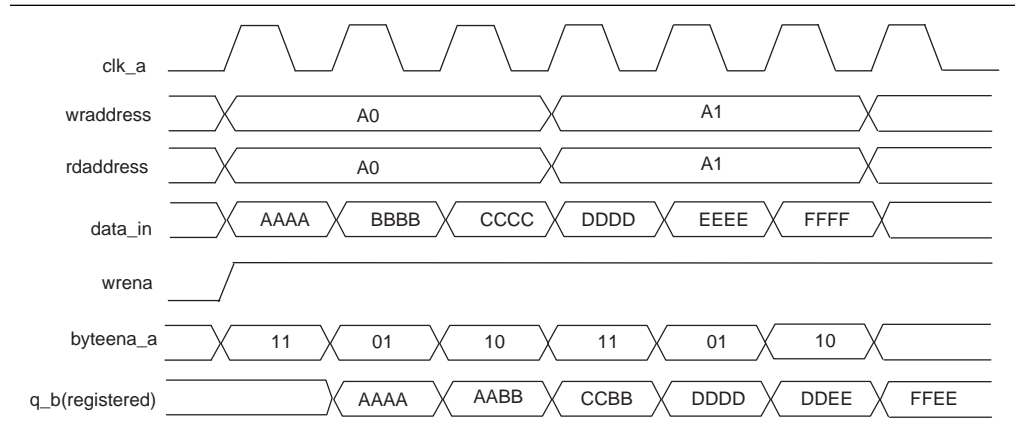 clk_a
wraddress A0 A1
rdaddress A0 A1
data_in AAAA BBBB CCCC DDDD EEEE FFFF
wrena
byteena_a 11 01 10 11 01 10
q_b(registered) AAAA AABB CCBB DDDD DDEE FFEE